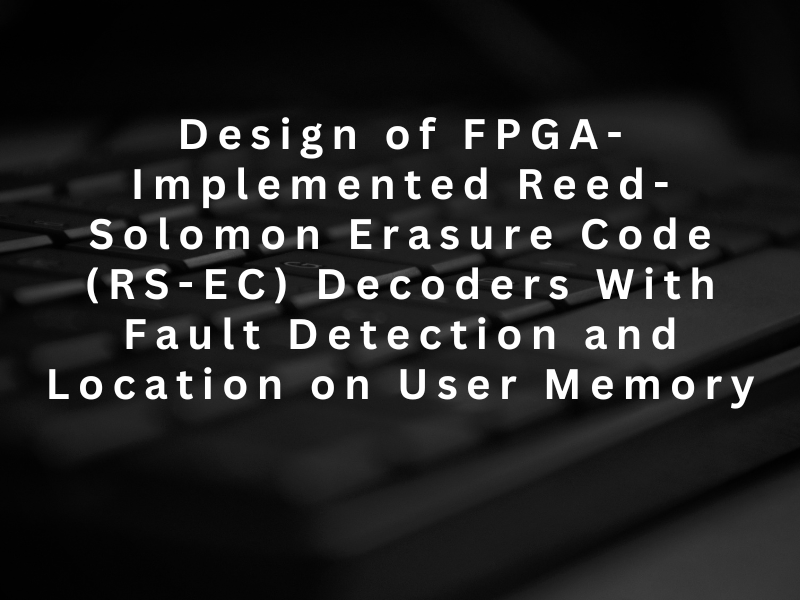 Design of FPGA-
Implemented Reed-
Solomon Erasure Code
(RS-EC) Decoders With
Fault Detection and
Location on User Memory